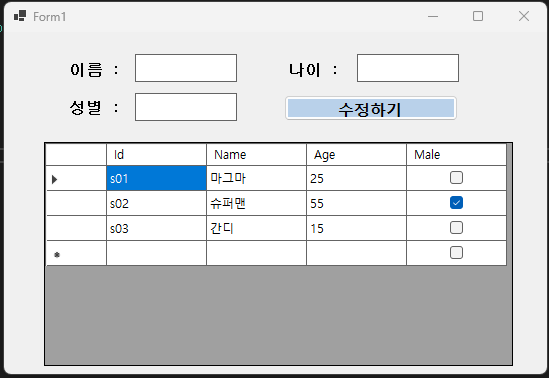 Form1
이름 : 나이 :
성별 : 수정하기
Id Name Age Male
s01 마그마 25
s02 슈퍼맨 55
s03 간디 15